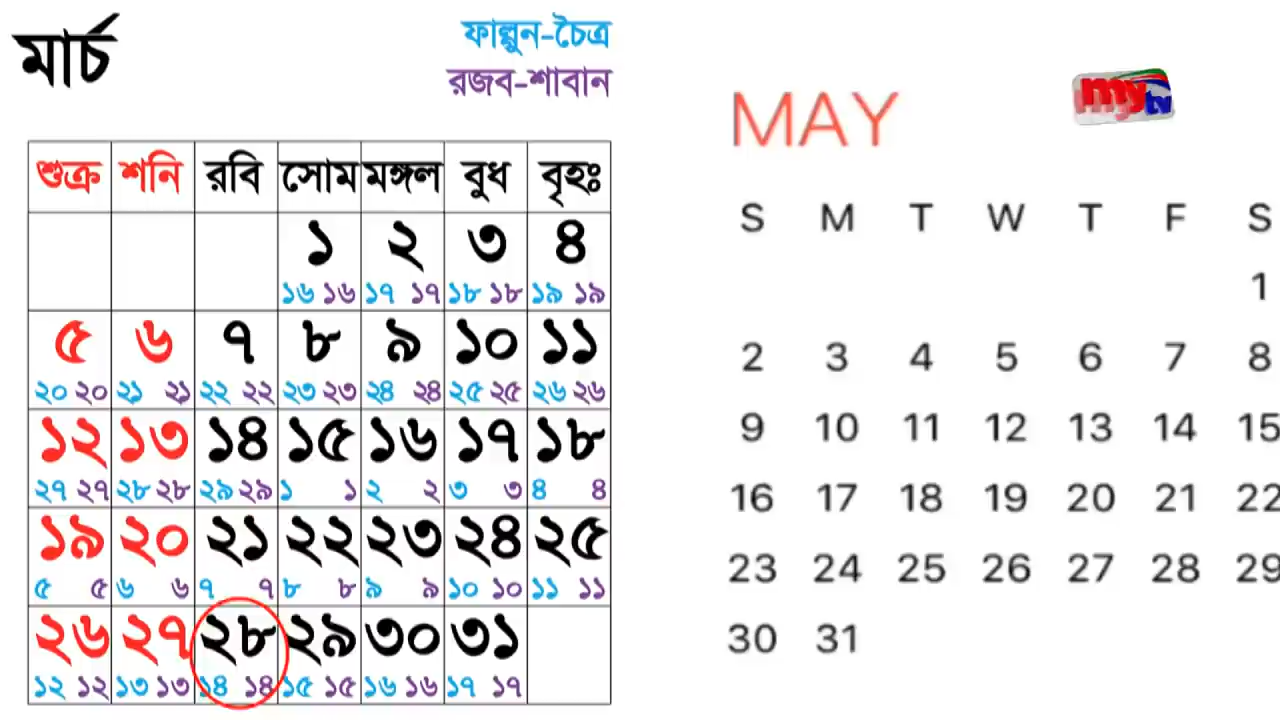 মার্চ
ফাল্গুন-চৈত্র
রজব-শাবান
শুক্র শনি রবি সোম মঙ্গল বুধ বৃহঃ
১ ২ ৩ ৪
১৬ ১৬ ১৭ ১৭ ১৮ ১৮ ১৯ ১৯
৫ ৬ ৭ ৮ ৯ ১০ ১১
২০ ২০ ২১ ২১ ২২ ২২ ২৩ ২৩ ২৪ ২৪ ২৫ ২৫ ২৬ ২৬
১২ ১৩ ১৪ ১৫ ১৬ ১৭ ১৮
২৭ ২৭ ২৮ ২৮ ২৯ ২৯ ১ ১ ২ ২ ৩ ৩ ৪ ৪
১৯ ২০ ২১ ২২ ২৩ ২৪ ২৫
৫ ৫ ৬ ৬ ৭ ৭ ৮ ৮ ৯ ৯ ১০ ১০ ১১ ১১
২৬ ২৭ ২৮ ২৯ ৩০ ৩১
১২ ১২ ১৩ ১৩ ১৪ ১৪ ১৫ ১৫ ১৬ ১৬ ১৭ ১৭
MAY
mytv
S M T W T F S
1
2 3 4 5 6 7 8
9 10 11 12 13 14 15
16 17 18 19 20 21 22
23 24 25 26 27 28 29
30 31